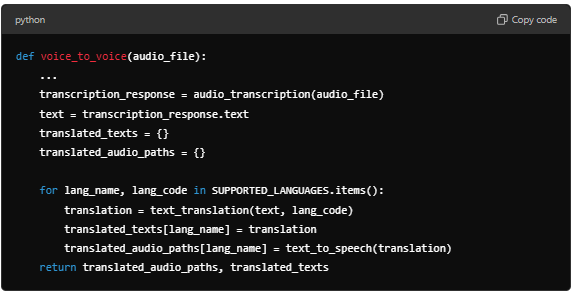 python
Copy code
def voice_to_voice(audio_file):
    ...
    transcription_response = audio_transcription(audio_file)
    text = transcription_response.text
    translated_texts = {}
    translated_audio_paths = {}

    for lang_name, lang_code in SUPPORTED_LANGUAGES.items():
        translation = text_translation(text, lang_code)
        translated_texts[lang_name] = translation
        translated_audio_paths[lang_name] = text_to_speech(translation)
    return translated_audio_paths, translated_texts